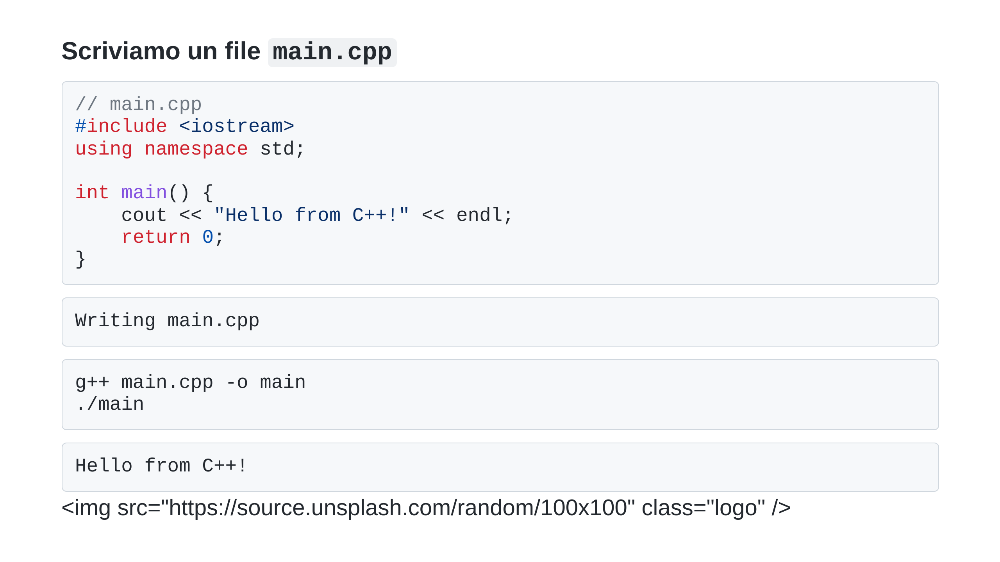 Scriviamo un file main.cpp
// main.cpp
#include <iostream>
using namespace std;

int main() {
    cout << "Hello from C++!" << endl;
    return 0;
}
Writing main.cpp
g++ main.cpp -o main
./main
Hello from C++!
<img src="https://source.unsplash.com/random/100x100" class="logo" />